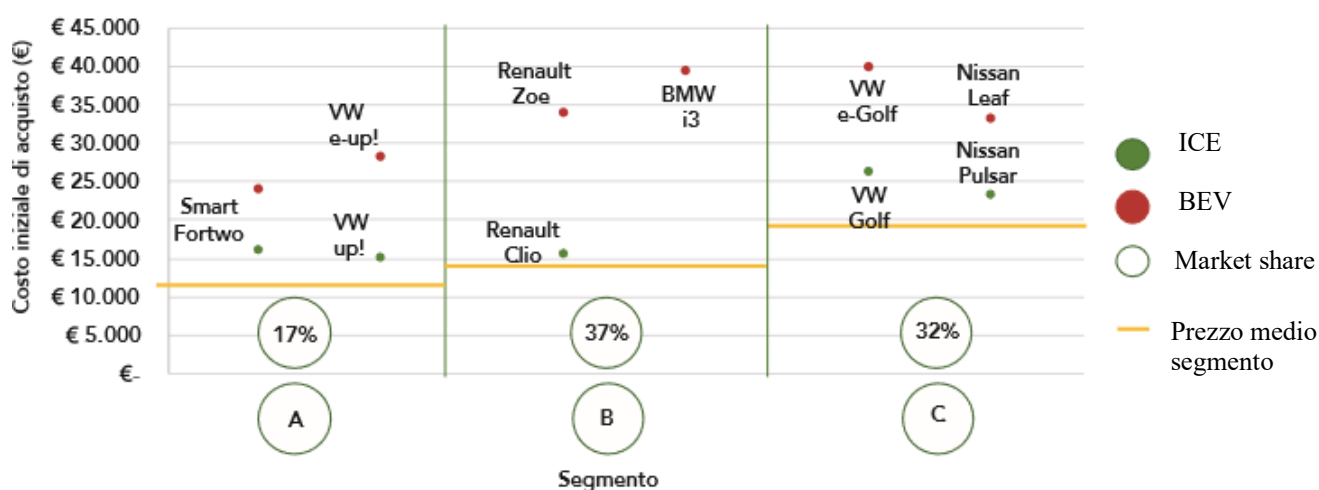 Costo iniziale di acquisto (€)
€ 45.000
€ 40.000
€ 35.000
€ 30.000
€ 25.000
€ 20.000
€ 15.000
€ 10.000
€ 5.000
€-
Smart
Fortwo
VW
e-up!
VW
up!
Renault
Zoe
BMW
i3
Renault
Clio
VW
e-Golf
Nissan
Leaf
Nissan
Pulsar
VW
Golf
17%
37%
32%
A
B
C
Segmento
ICE
BEV
Market share
Prezzo medio
segmento